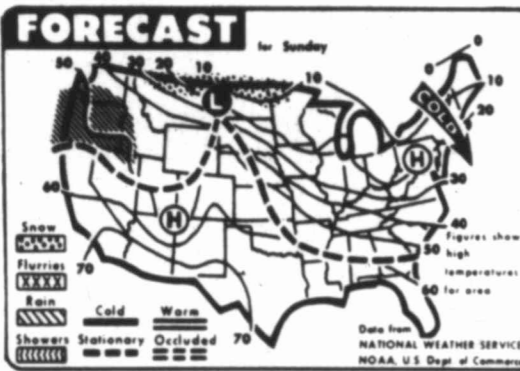 FORECAST
for Sunday
50 40 30 20 10
10
0 0
10
20
COLD
L
H
30
60
H
40
50
60
70
70
Figures show
high
temperatures
for area
Snow
Flurries
Rain
Showers
Cold Warm
Stationary Occluded
Data from
NATIONAL WEATHER SERVICE
NOAA, U.S. Dept. of Commerce